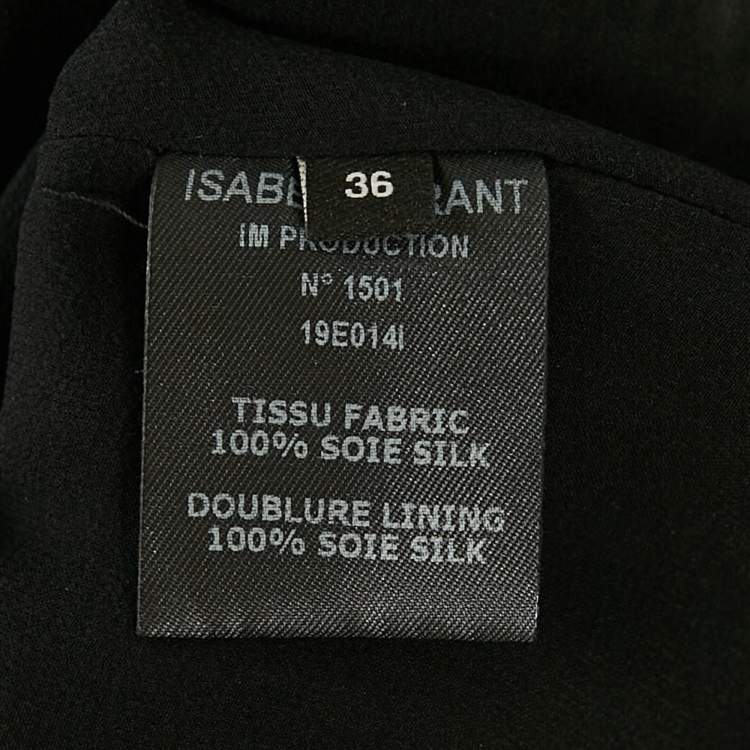 36
ISABE RANT
IM PRODUCTION
N° 1501
19E014I
TISSU FABRIC
100% SOIE SILK
DOUBLURE LINING
100% SOIE SILK